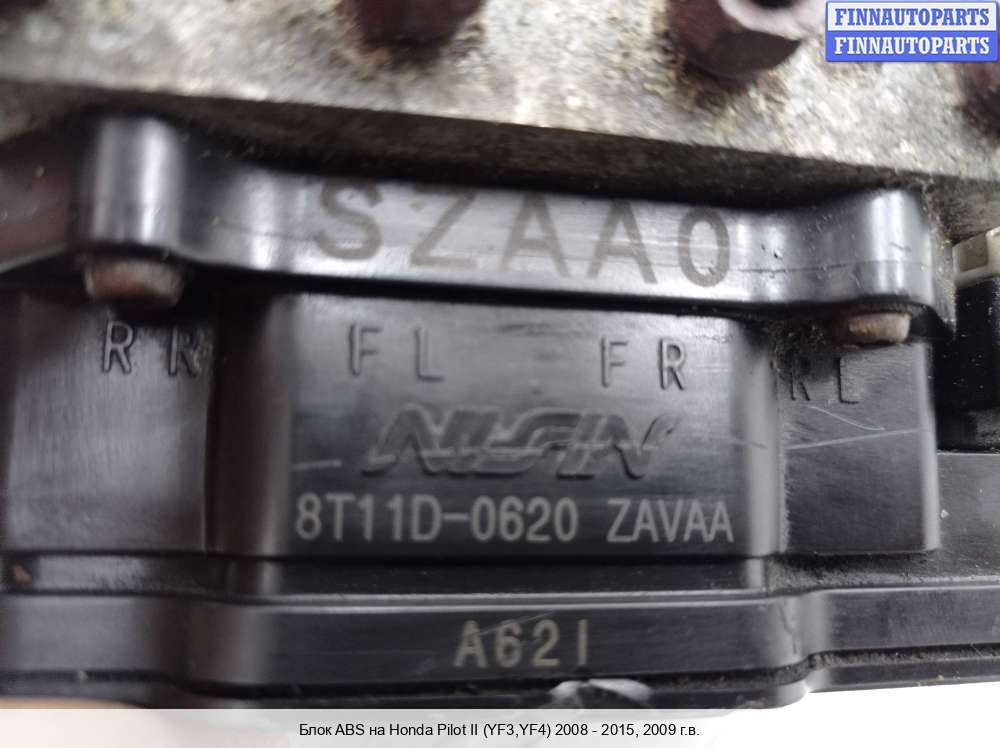 FINNAUTOPARTS
FINNAUTOPARTS
SZAA0
RR FL FR RL
NISSIN
8T11D-0620 ZAVAA
A621
Блок ABS на Honda Pilot II (YF3,YF4) 2008 - 2015, 2009 г.в.